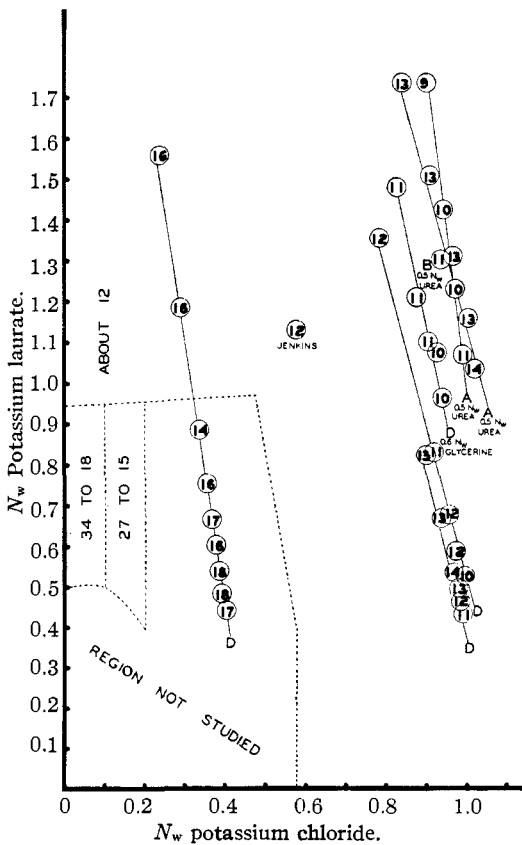 1.7
1.6
1.5
1.4
1.3
1.2
1.1
1.0
0.9
0.8
0.7
0.6
0.5
0.4
0.3
0.2
0.1
N_w Potassium laurate.
ABOUT 12
34 TO 18
27 TO 15
REGION NOT STUDIED
16
16
14
16
17
16
18
18
17
D
12
JENKINS
13
9
13
11
10
12
B
0.5 N_w
UREA
11
13
11
10
13
11
10
11
14
10
A
0.5 N_w
UREA
A
0.5 N_w
UREA
D
0.6 N_w
GLYCERINE
13
11
13
12
12
14
10
13
12
11
D
D
0
0.2
0.4
0.6
0.8
1.0
N_w potassium chloride.